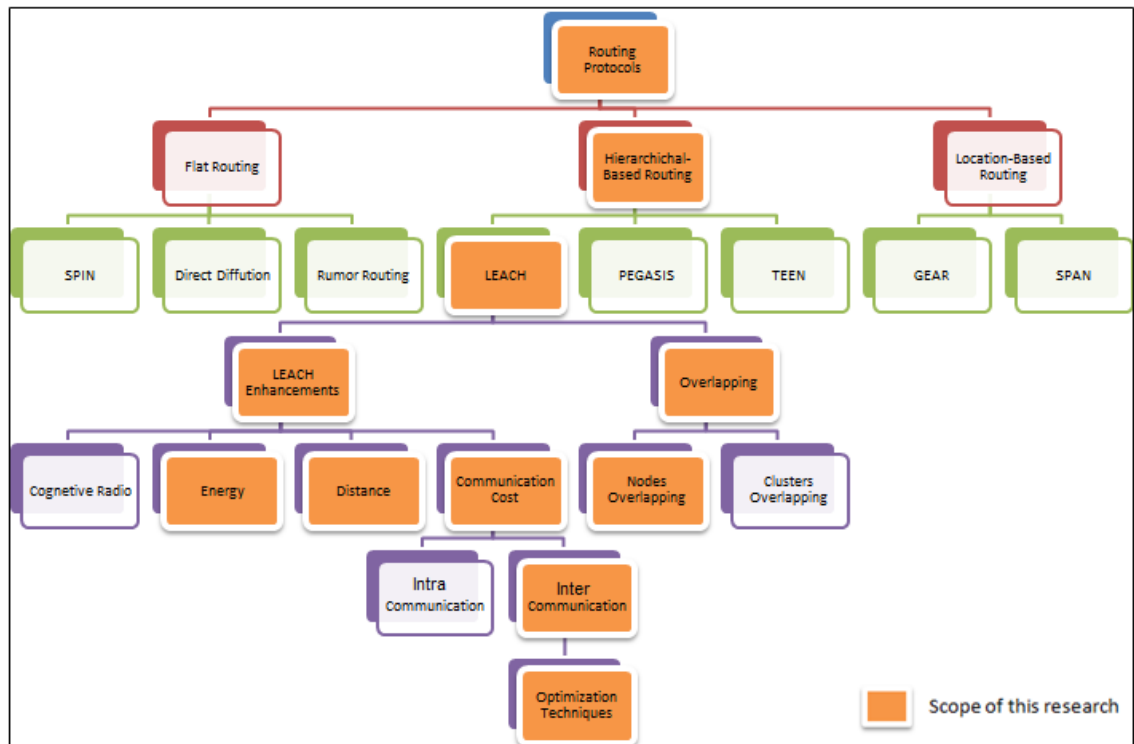 Routing
Protocols
Flat Routing
Hierarchichal-
Based Routing
Location-Based
Routing
SPIN
Direct Diffution
Rumor Routing
LEACH
PEGASIS
TEEN
GEAR
SPAN
LEACH
Enhancements
Overlapping
Cognetive Radio
Energy
Distance
Communication
Cost
Nodes
Overlapping
Clusters
Overlapping
Intra
Communication
Inter
Communication
Optimization
Techniques
Scope of this research